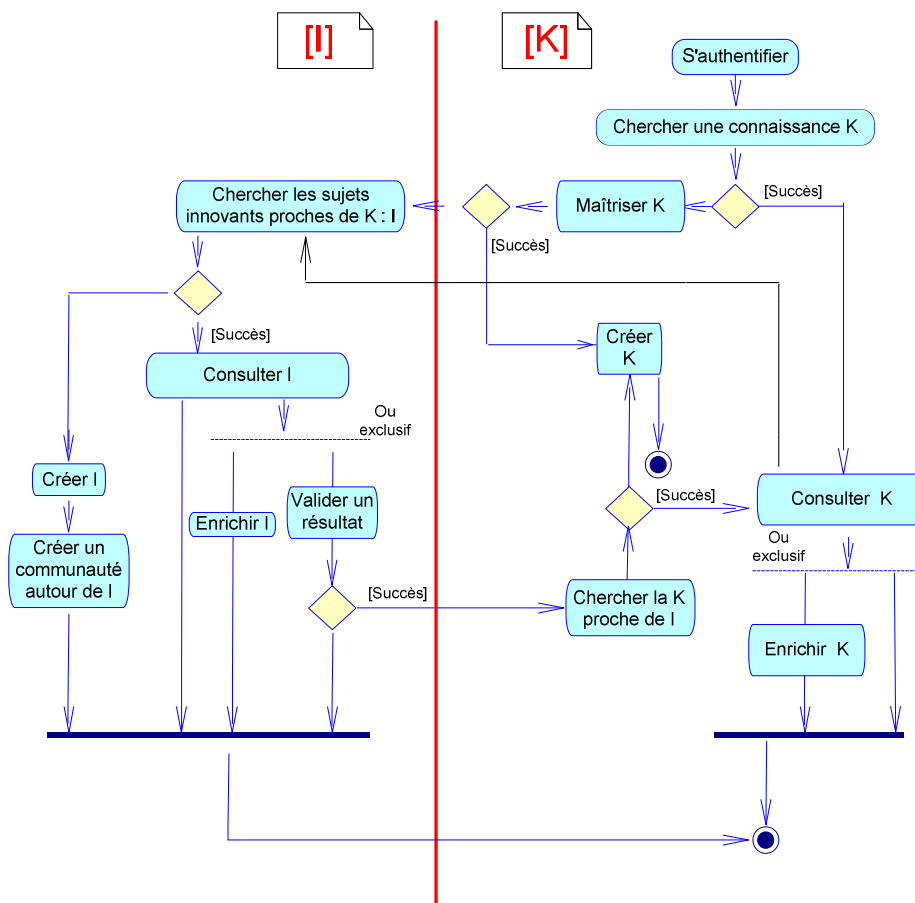 [I]
[K]
S'authentifier
Chercher une connaissance K
[Succès]
Maîtriser K
[Succès]
Chercher les sujets
innovants proches de K : I
[Succès]
Consulter I
Ou
exclusif
Créer
K
Créer I
Enrichir I
Valider un
résultat
Créer un
communauté
autour de I
[Succès]
Chercher la K
proche de I
[Succès]
Consulter K
Ou
exclusif
Enrichir K